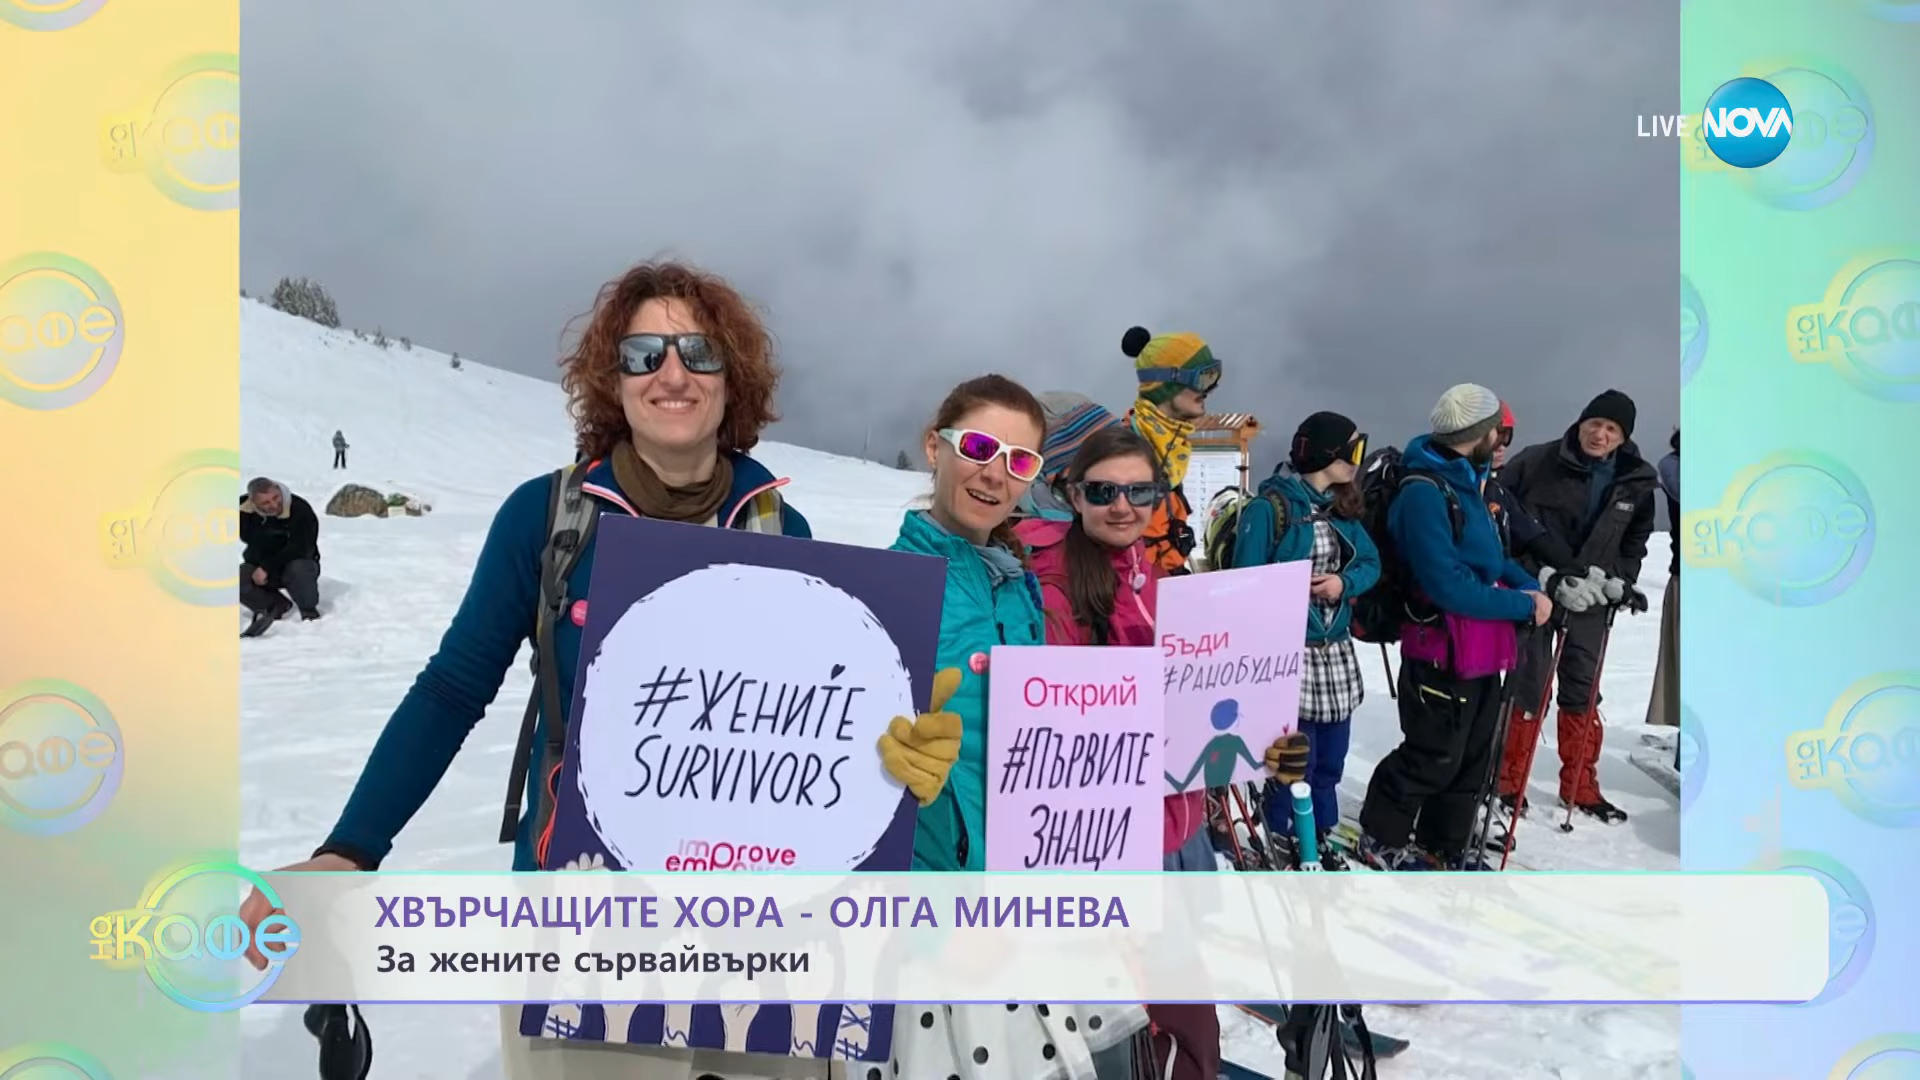 LIVE NOVA
#ЖЕНИТЕ
SURVIVORS
improve
empower
Открий
#ПЪРВИТЕ
ЗНАЦИ
Бъди
#РАНОБУДНА
на кафе
ХВЪРЧАЩИТЕ ХОРА - ОЛГА МИНЕВА
За жените сървайвърки